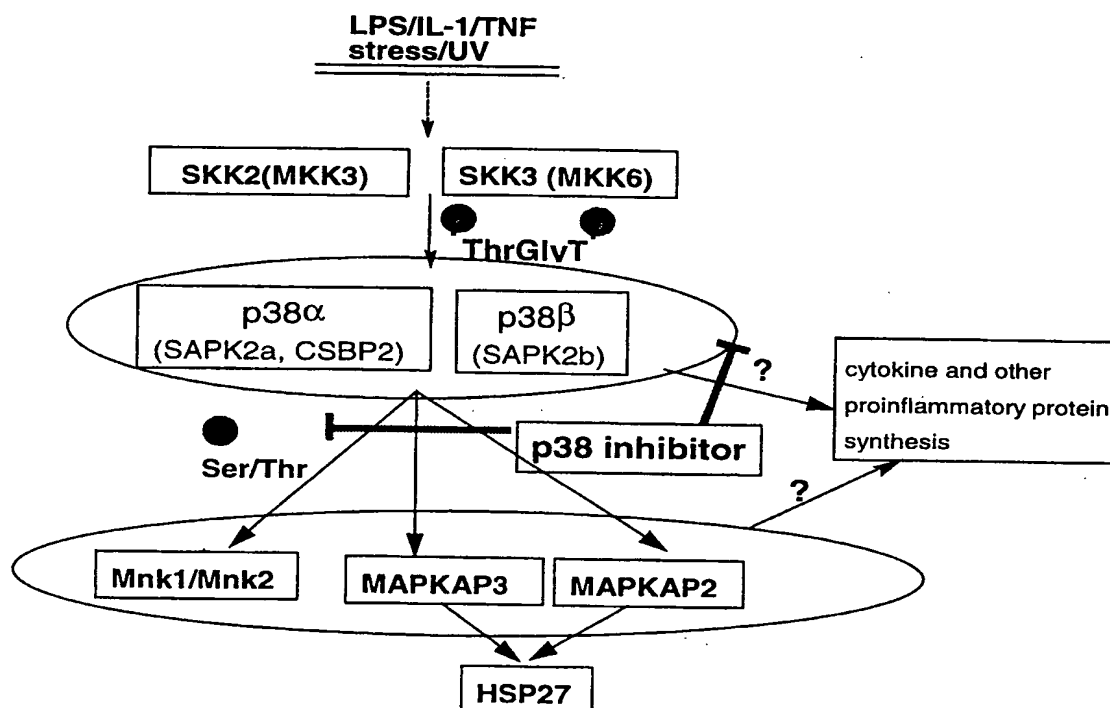 LPS/IL-1/TNF
stress/UV
SKK2(MKK3)
SKK3 (MKK6)
ThrGlvT
p38α
(SAPK2a, CSBP2)
p38β
(SAPK2b)
?
cytokine and other
proinflammatory protein
synthesis
p38 inhibitor
Ser/Thr
?
Mnk1/Mnk2
MAPKAP3
MAPKAP2
HSP27